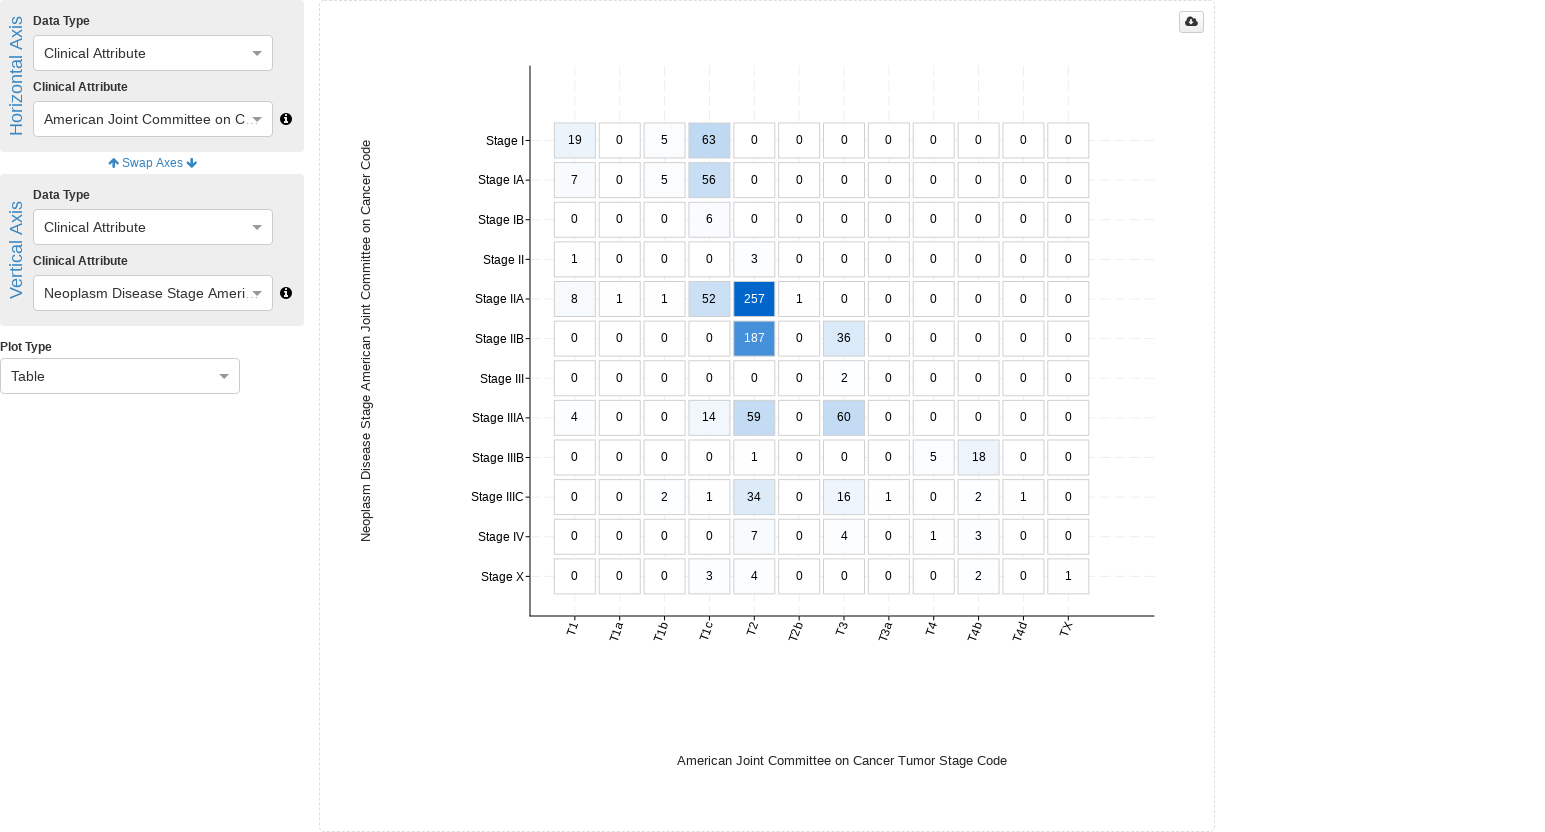 Horizontal Axis
Data Type
Clinical Attribute
Clinical Attribute
American Joint Committee on C...
Swap Axes
Vertical Axis
Data Type
Clinical Attribute
Clinical Attribute
Neoplasm Disease Stage Ameri...
Plot Type
Table
Neoplasm Disease Stage American Joint Committee on Cancer Code
Stage I 19 0 5 63 0 0 0 0 0 0 0 0
Stage IA 7 0 5 56 0 0 0 0 0 0 0 0
Stage IB 0 0 0 6 0 0 0 0 0 0 0 0
Stage II 1 0 0 0 3 0 0 0 0 0 0 0
Stage IIA 8 1 1 52 257 1 0 0 0 0 0 0
Stage IIB 0 0 0 0 187 0 36 0 0 0 0 0
Stage III 0 0 0 0 0 0 2 0 0 0 0 0
Stage IIIA 4 0 0 14 59 0 60 0 0 0 0 0
Stage IIIB 0 0 0 0 1 0 0 0 5 18 0 0
Stage IIIC 0 0 2 1 34 0 16 1 0 2 1 0
Stage IV 0 0 0 0 7 0 4 0 1 3 0 0
Stage X 0 0 0 3 4 0 0 0 0 2 0 1
T1 T1a T1b T1c T2 T2b T3 T3a T4 T4b T4d TX
American Joint Committee on Cancer Tumor Stage Code